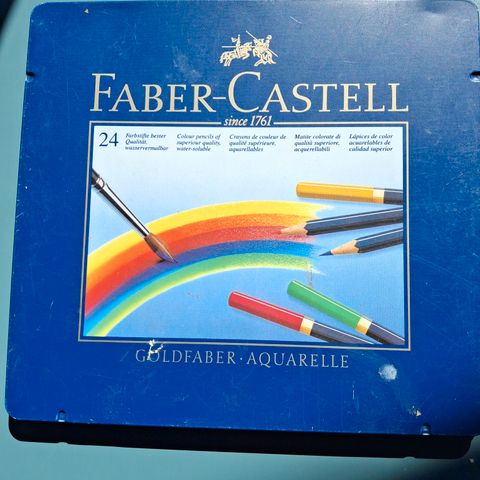 FABER-CASTELL
since 1761
24
Farbstifte bester
Qualität,
wasservermalbar
Colour pencils of
superiour quality,
water-soluble
Crayons de couleur de
qualité supérieure,
aquarellables
Matite colorate di
qualità superiore,
acquerellabili
Lápices de color
acuarelables de
calidad superior
GOLDFABER · AQUARELLE